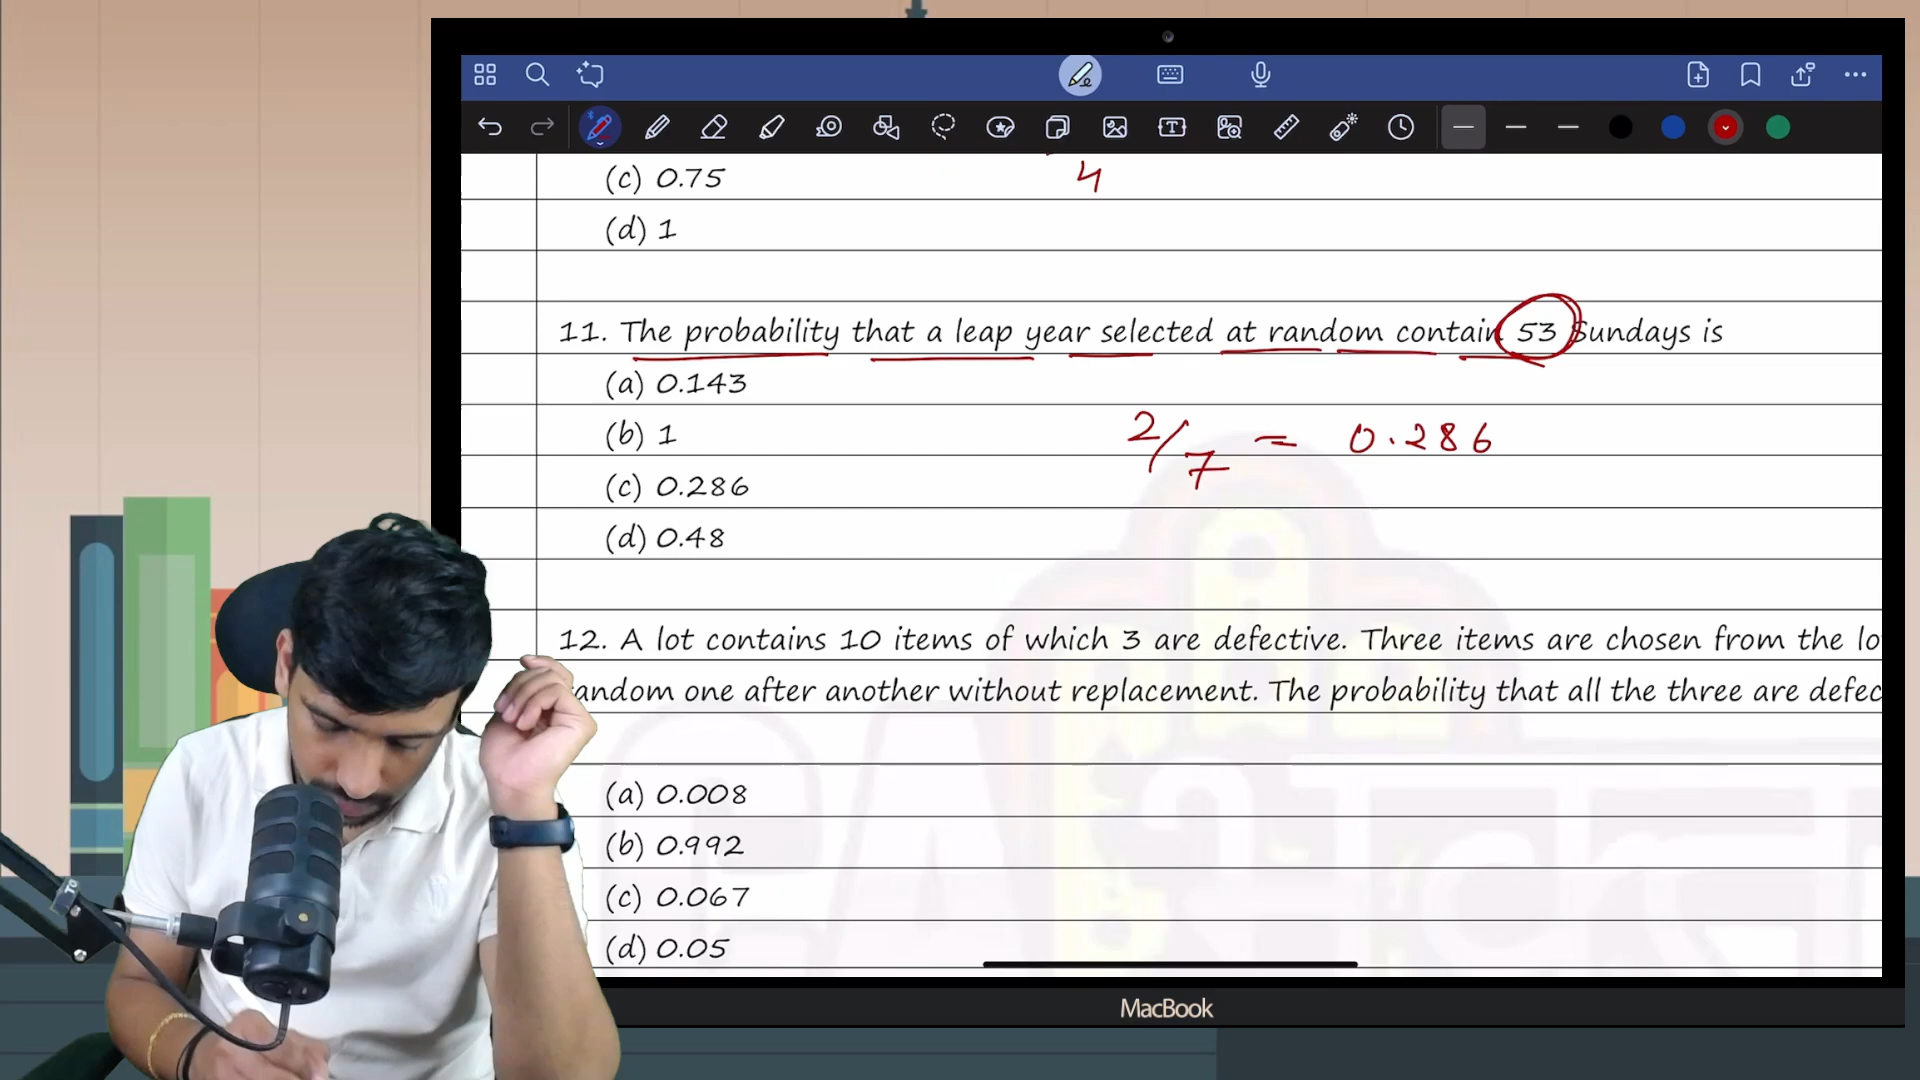 (c) 0.75
4
(d) 1
11. The probability that a leap year selected at random contain 53 Sundays is
(a) 0.143
(b) 1
2/7 = 0.286
(c) 0.286
(d) 0.48
12. A lot contains 10 items of which 3 are defective. Three items are chosen from the lo
andom one after another without replacement. The probability that all the three are defec
(a) 0.008
(b) 0.992
(c) 0.067
(d) 0.05
MacBook